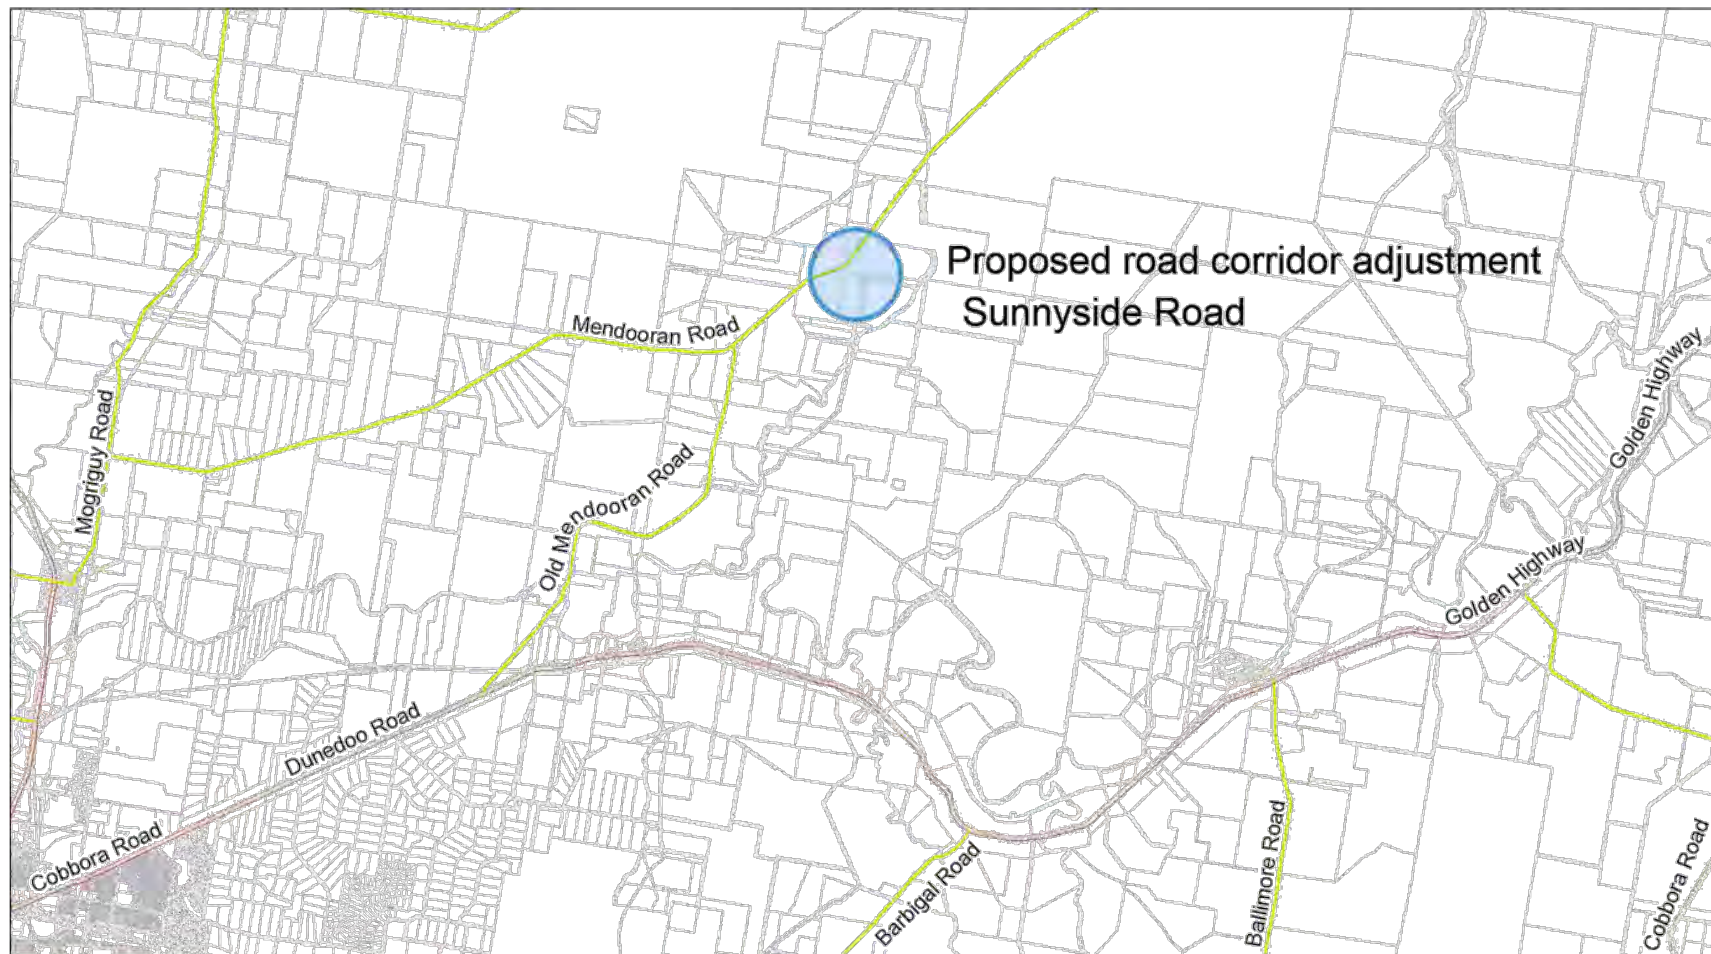 Proposed road corridor adjustment
Sunnyside Road
Mendooran Road
Golden Highway
Mogriguy Road
Old Mendooran Road
Golden Highway
Dunedoo Road
Cobbora Road
Barbigal Road
Ballimore Road
Cobbora Road